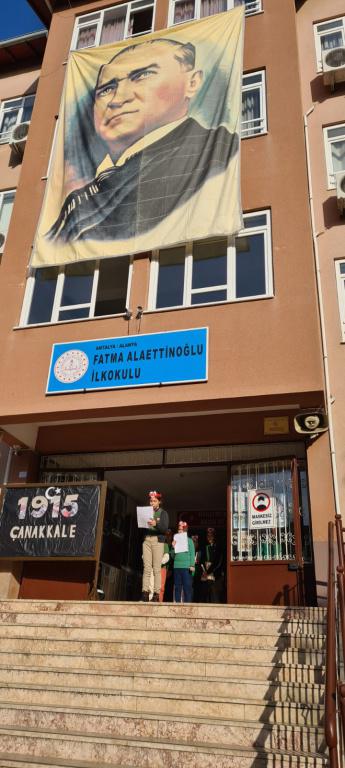 ANTALYA - ALANYA
FATMA ALAETTİNOĞLU
İLKOKULU
1915
ÇANAKKALE
MASKESİZ
GİRİLMEZ